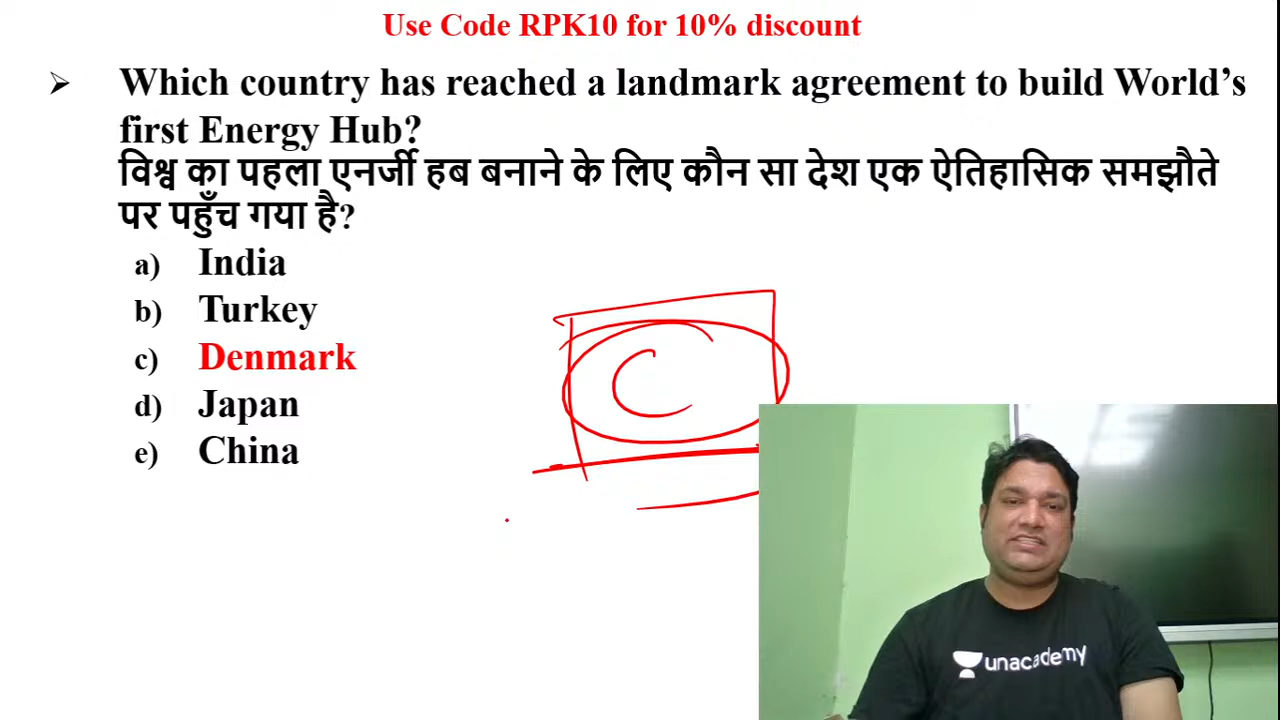 Use Code RPK10 for 10% discount
➢ Which country has reached a landmark agreement to build World’s
first Energy Hub?
विश्व का पहला एनर्जी हब बनाने के लिए कौन सा देश एक ऐतिहासिक समझौते
पर पहुँच गया है?
a) India
b) Turkey
c) Denmark
d) Japan
e) China
C
unacademy